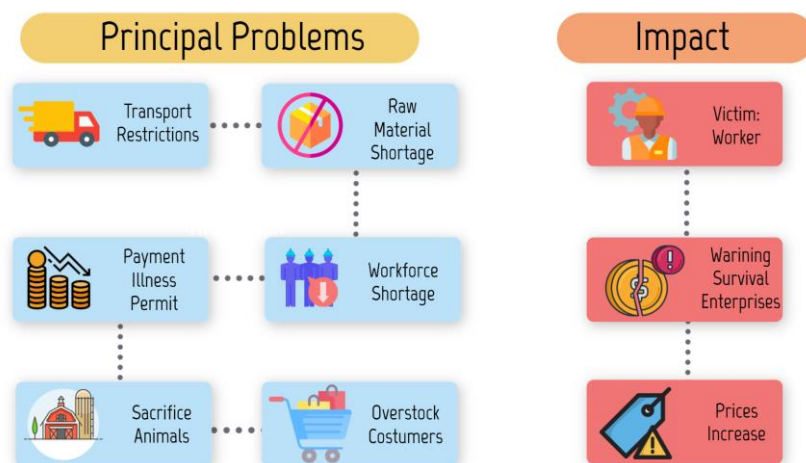 Principal Problems
Impact
Transport
Restrictions
Raw
Material
Shortage
Victim:
Worker
Payment
Illness
Permit
Workforce
Shortage
Warining
Survival
Enterprises
Sacrifice
Animals
Overstock
Costumers
Prices
Increase